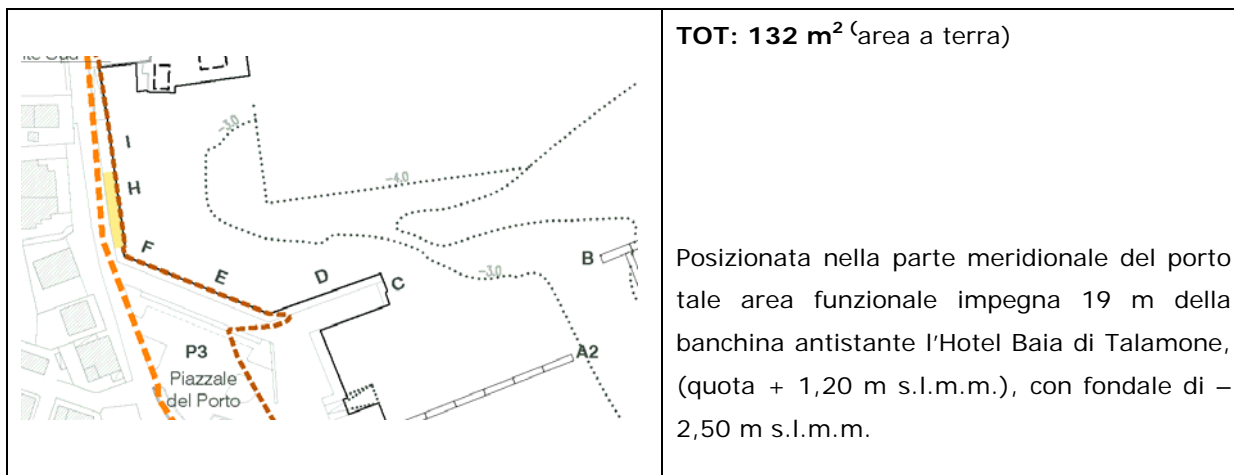 -3.0
I
-4.0
H
F
B
E
D
-3.0
C
A2
P3
Piazzale
del Porto
TOT: 132 m² (area a terra)
Posizionata nella parte meridionale del porto
tale area funzionale impegna 19 m della
banchina antistante l'Hotel Baia di Talamone,
(quota + 1,20 m s.l.m.m.), con fondale di –
2,50 m s.l.m.m.